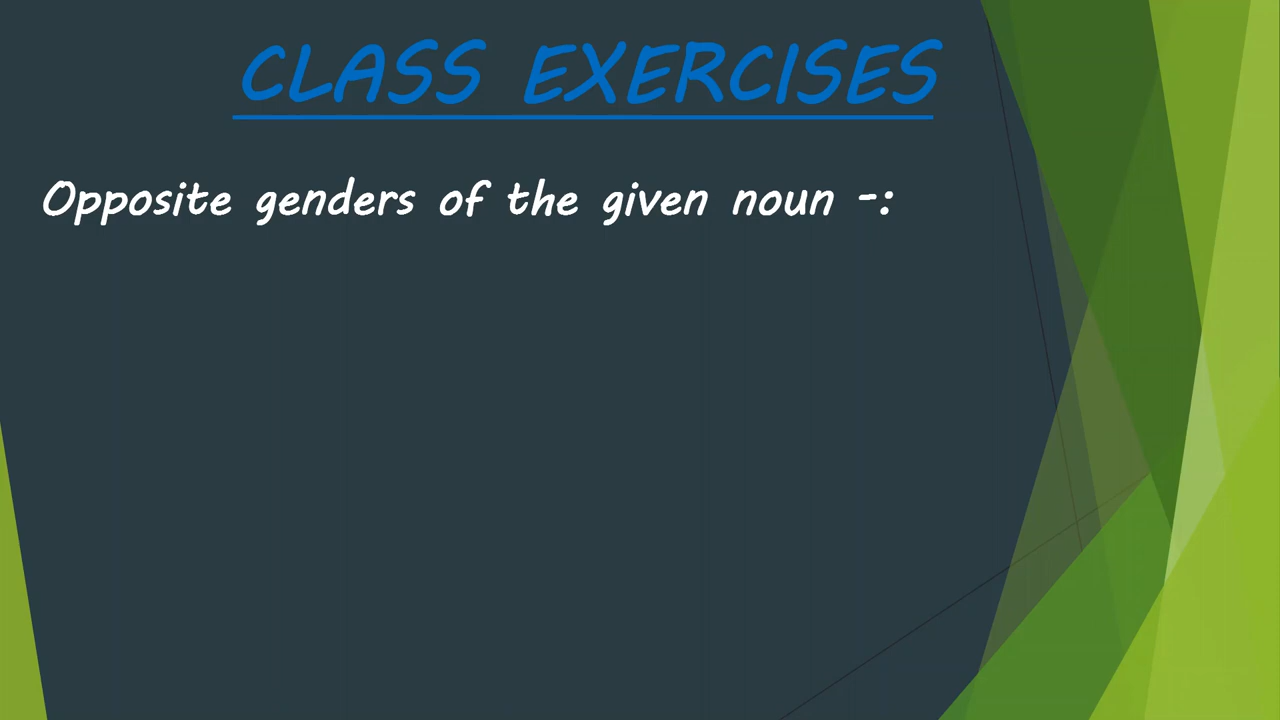 CLASS EXERCISES
Opposite genders of the given noun -: